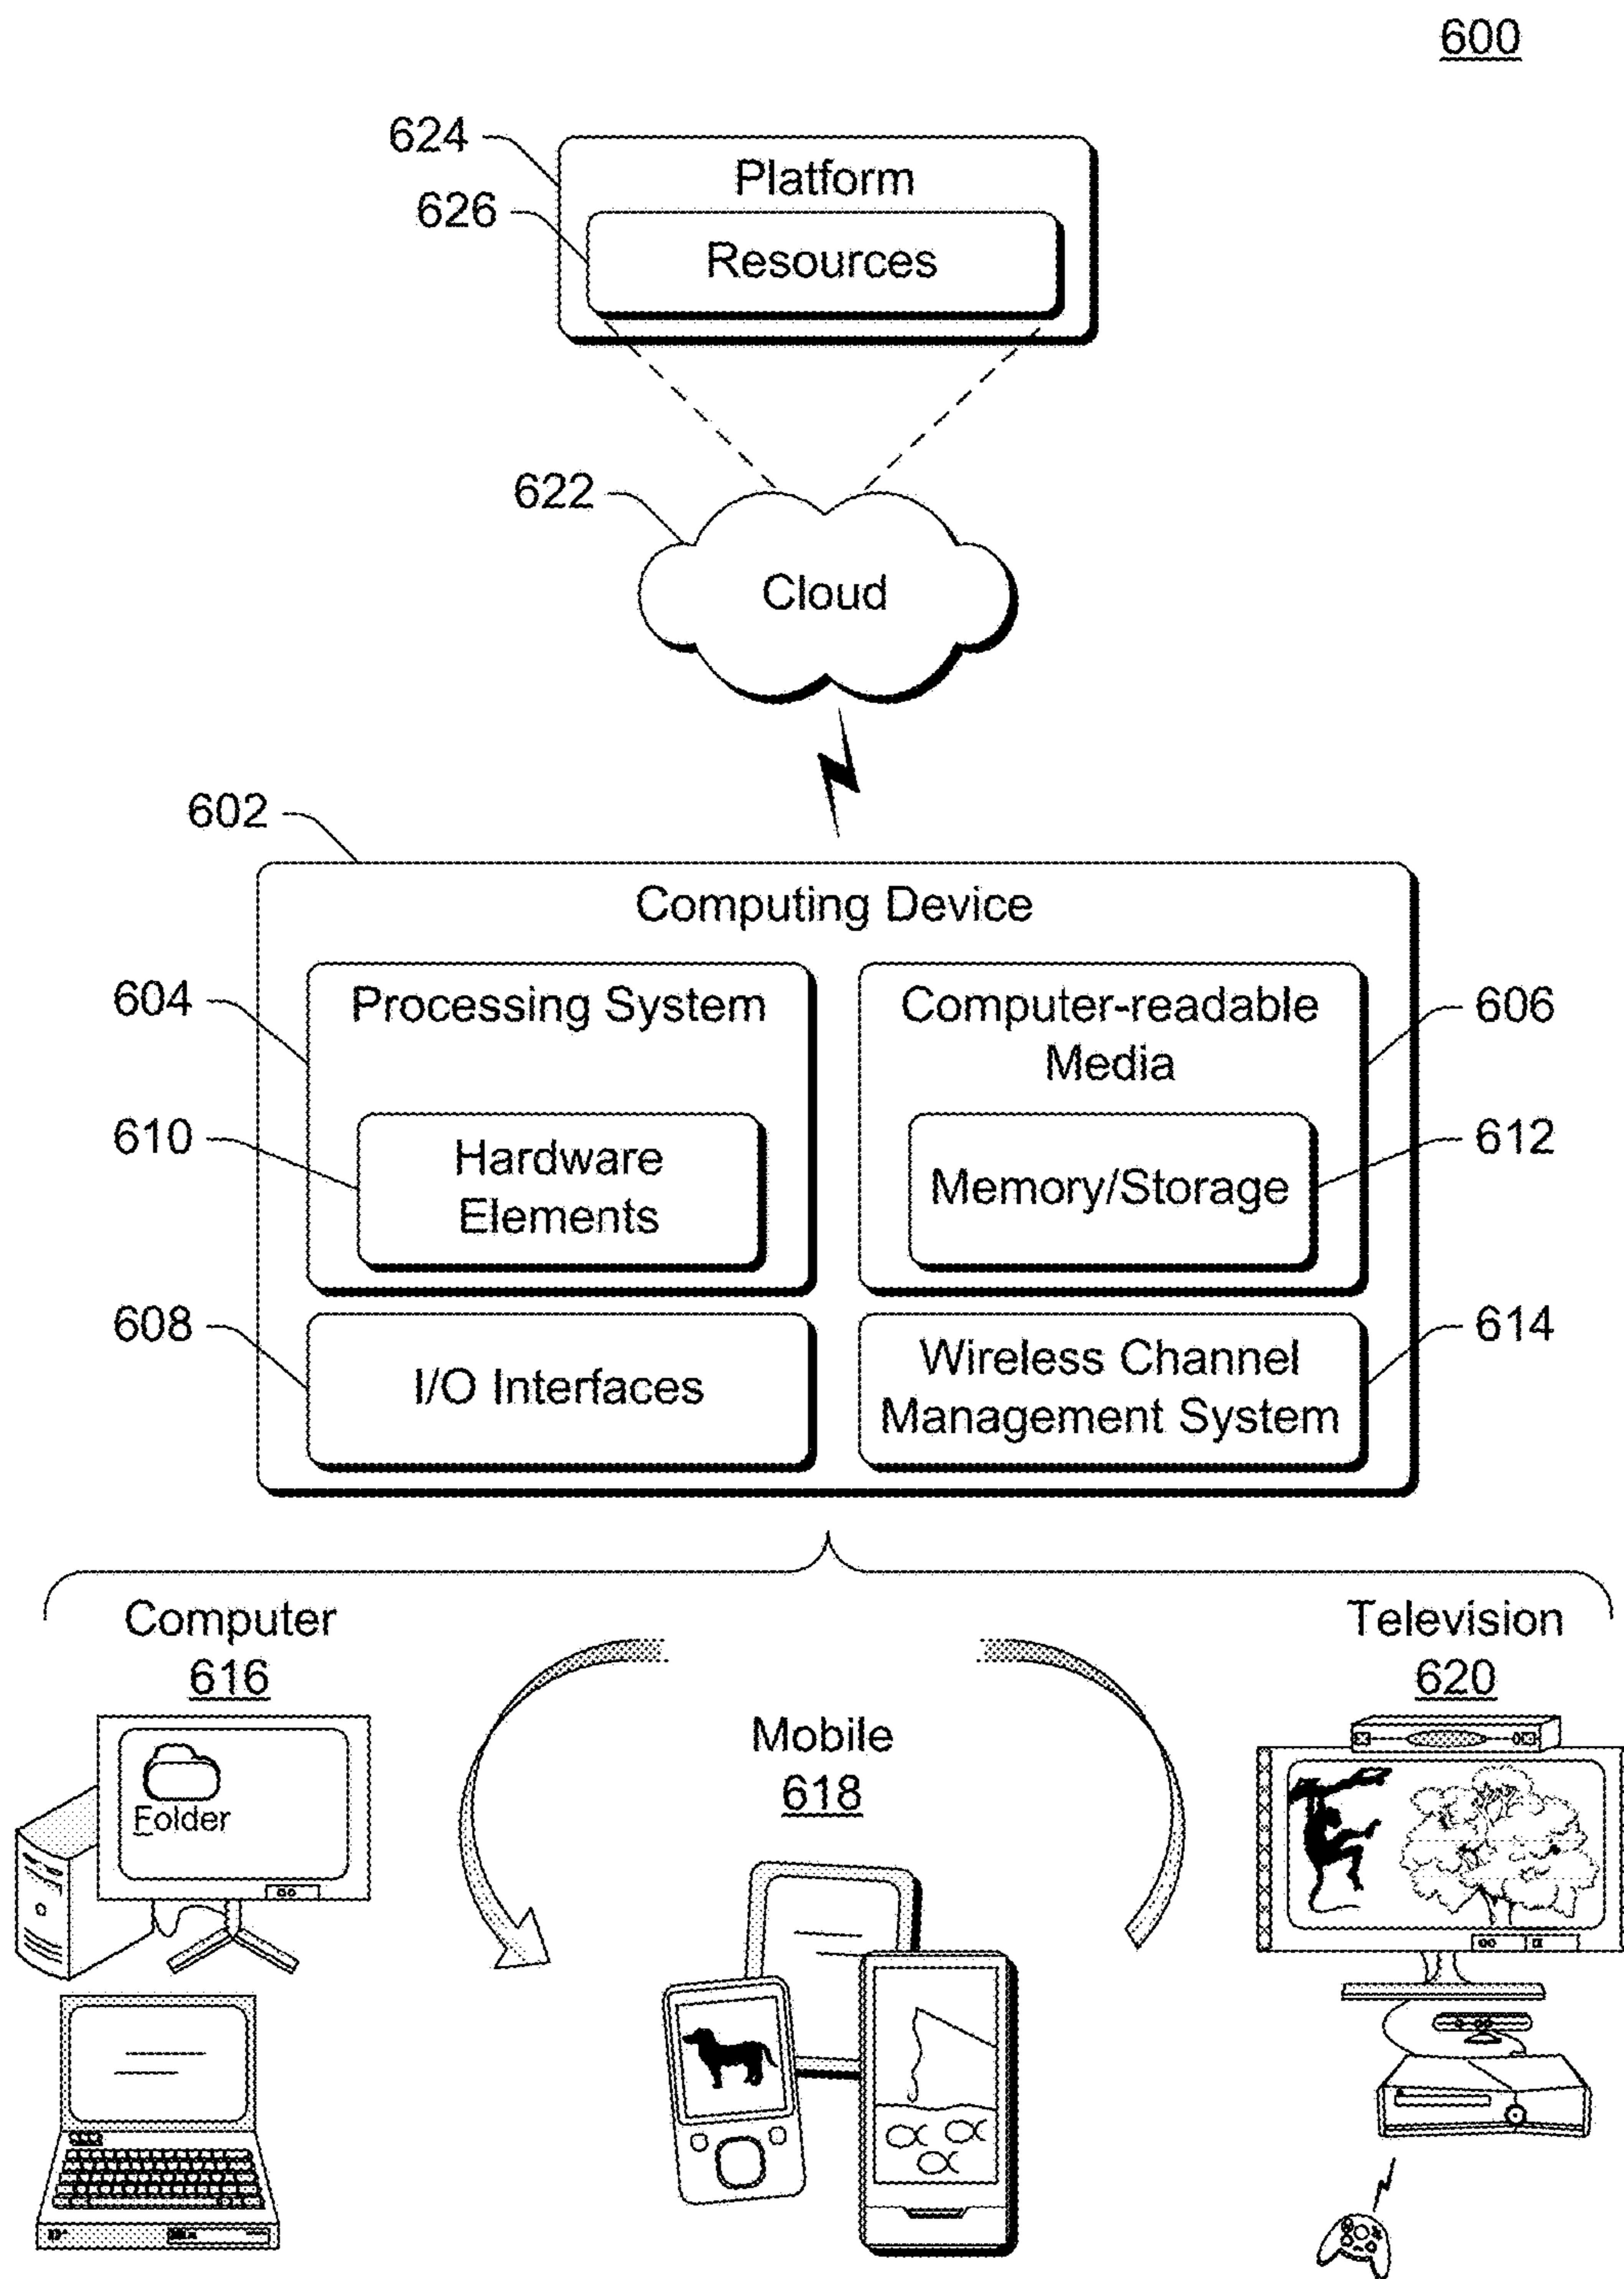 600
624
Platform
626
Resources
622
Cloud
602
Computing Device
604
Processing System
Computer-readable
Media
606
610
Hardware
Elements
Memory/Storage
612
608
I/O Interfaces
Wireless Channel
Management System
614
Computer
616
Folder
Mobile
618
Television
620